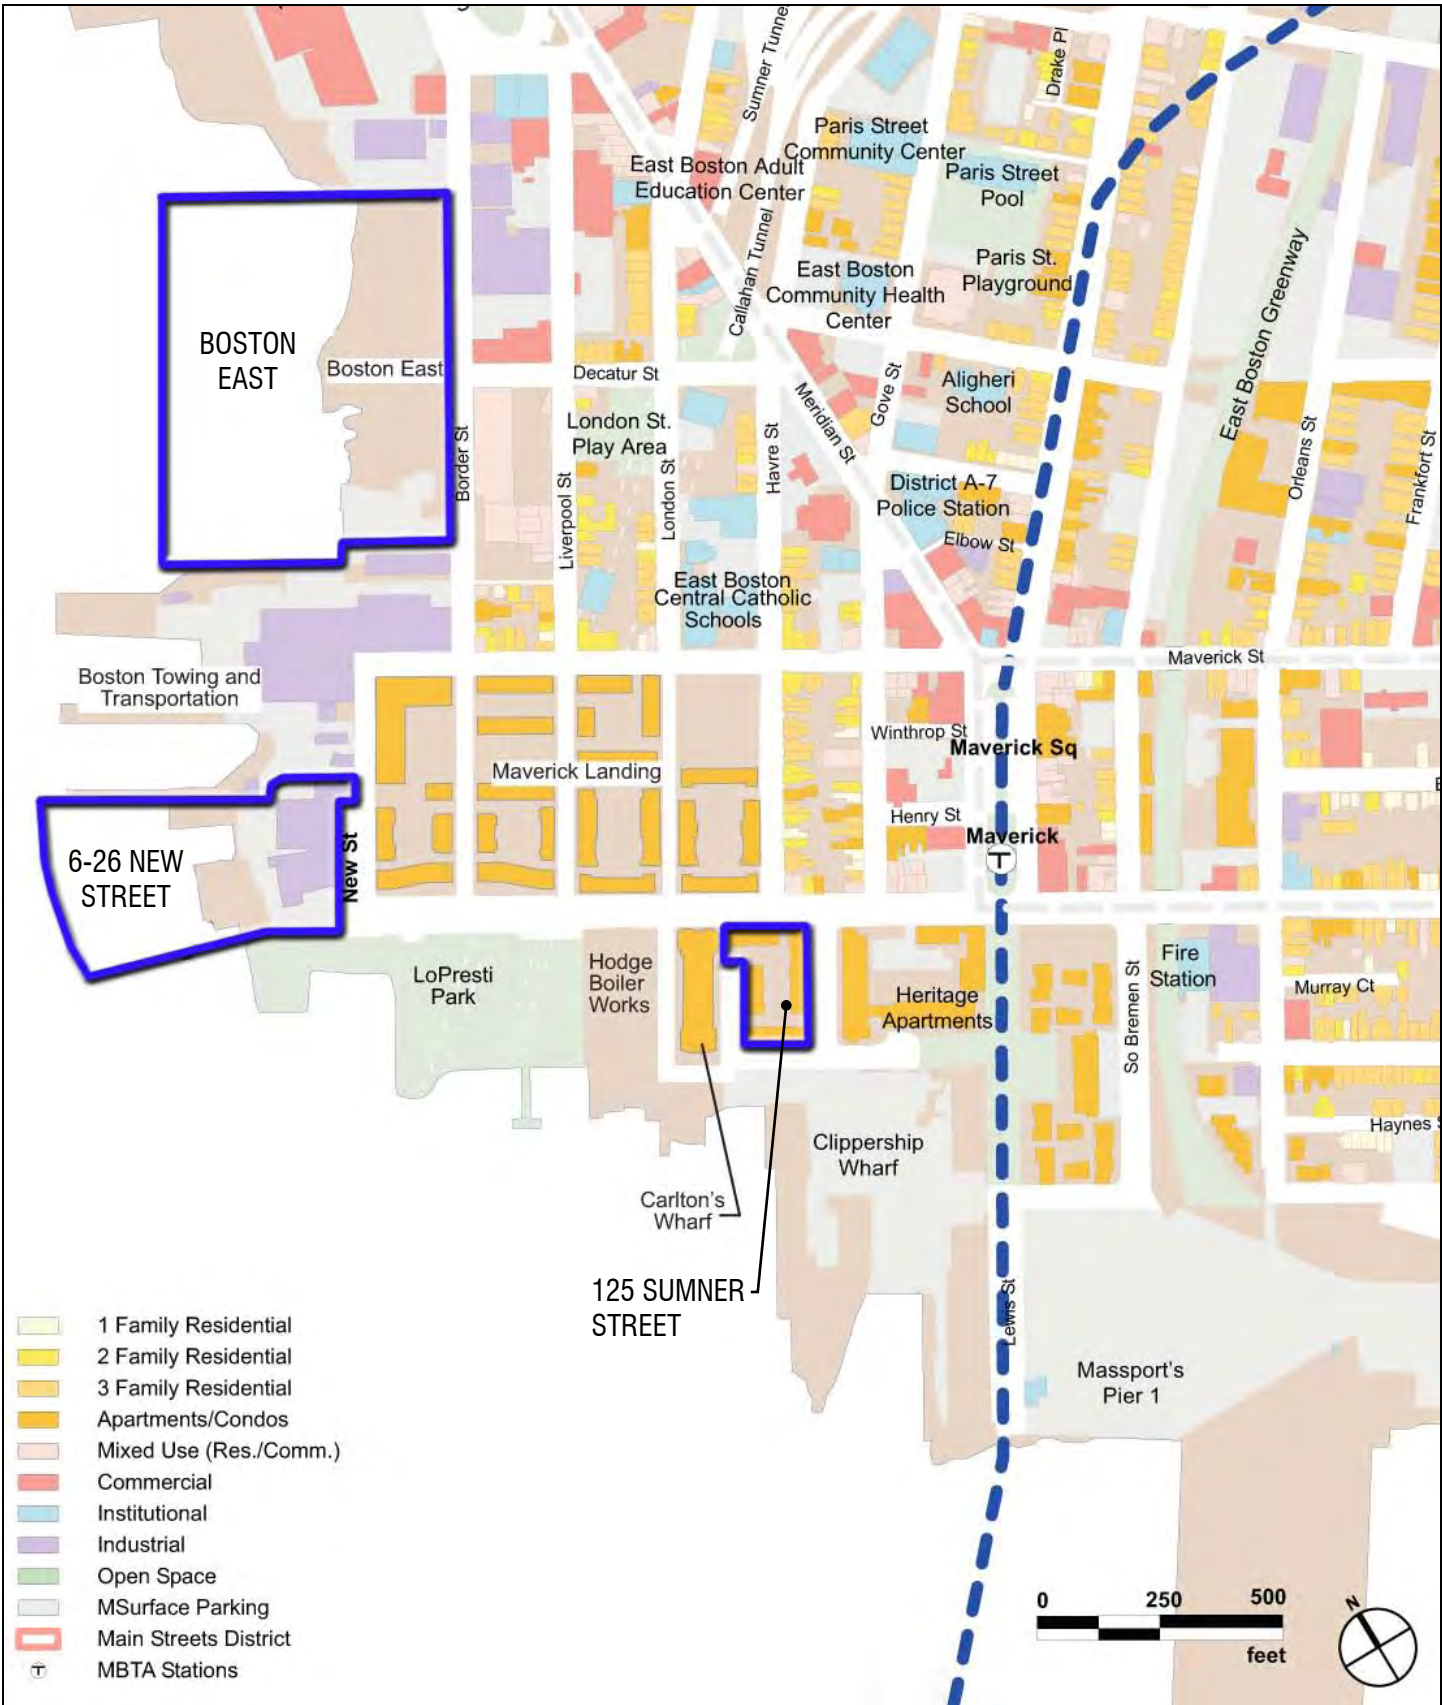 Sumner Tunnel
Drake Pl
Paris Street
Community Center
East Boston Adult
Education Center
Paris Street
Pool
Callahan Tunnel
Paris St.
Playground
East Boston
Community Health
Center
East Boston Greenway
BOSTON
EAST
Boston East
Decatur St
Meridian St
Gove St
Aligheri
School
London St.
Play Area
Border St
Liverpool St
London St
Havre St
Orleans St
Frankfort St
District A-7
Police Station
Elbow St
East Boston
Central Catholic
Schools
Maverick St
Boston Towing and
Transportation
Winthrop St
Maverick Sq
Maverick Landing
Henry St
Maverick
T
6-26 NEW
STREET
New St
LoPresti
Park
Hodge
Boiler
Works
Heritage
Apartments
So Bremen St
Fire
Station
Murray Ct
Haynes
Clippership
Wharf
Carlton's
Wharf
125 SUMNER
STREET
Lewis St
Massport's
Pier 1
1 Family Residential
2 Family Residential
3 Family Residential
Apartments/Condos
Mixed Use (Res./Comm.)
Commercial
Institutional
Industrial
Open Space
MSurface Parking
Main Streets District
T MBTA Stations
0 250 500
feet
N